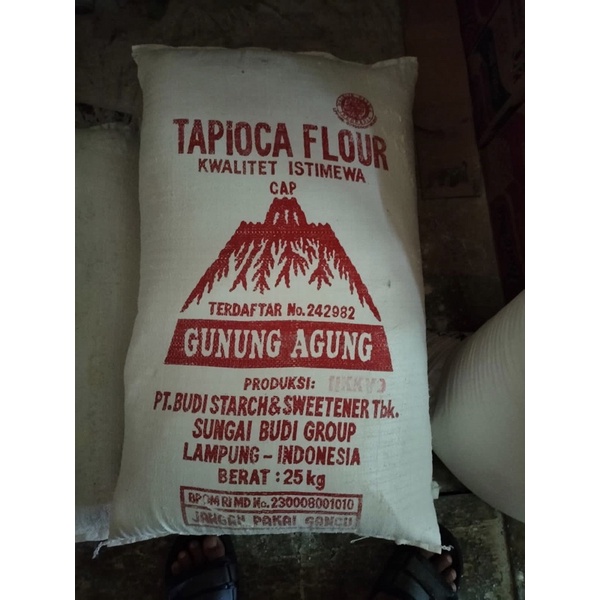 TAPIOCA FLOUR
KWALITET ISTIMEWA
CAP
TERDAFTAR No. 242982
GUNUNG AGUNG
PRODUKSI:
PT. BUDI STARCH & SWEETENER Tbk.
SUNGAI BUDI GROUP
LAMPUNG - INDONESIA
BERAT : 25 kg
BPOM RI MD No. 230008001010
JANGAN PAKAI GANCU